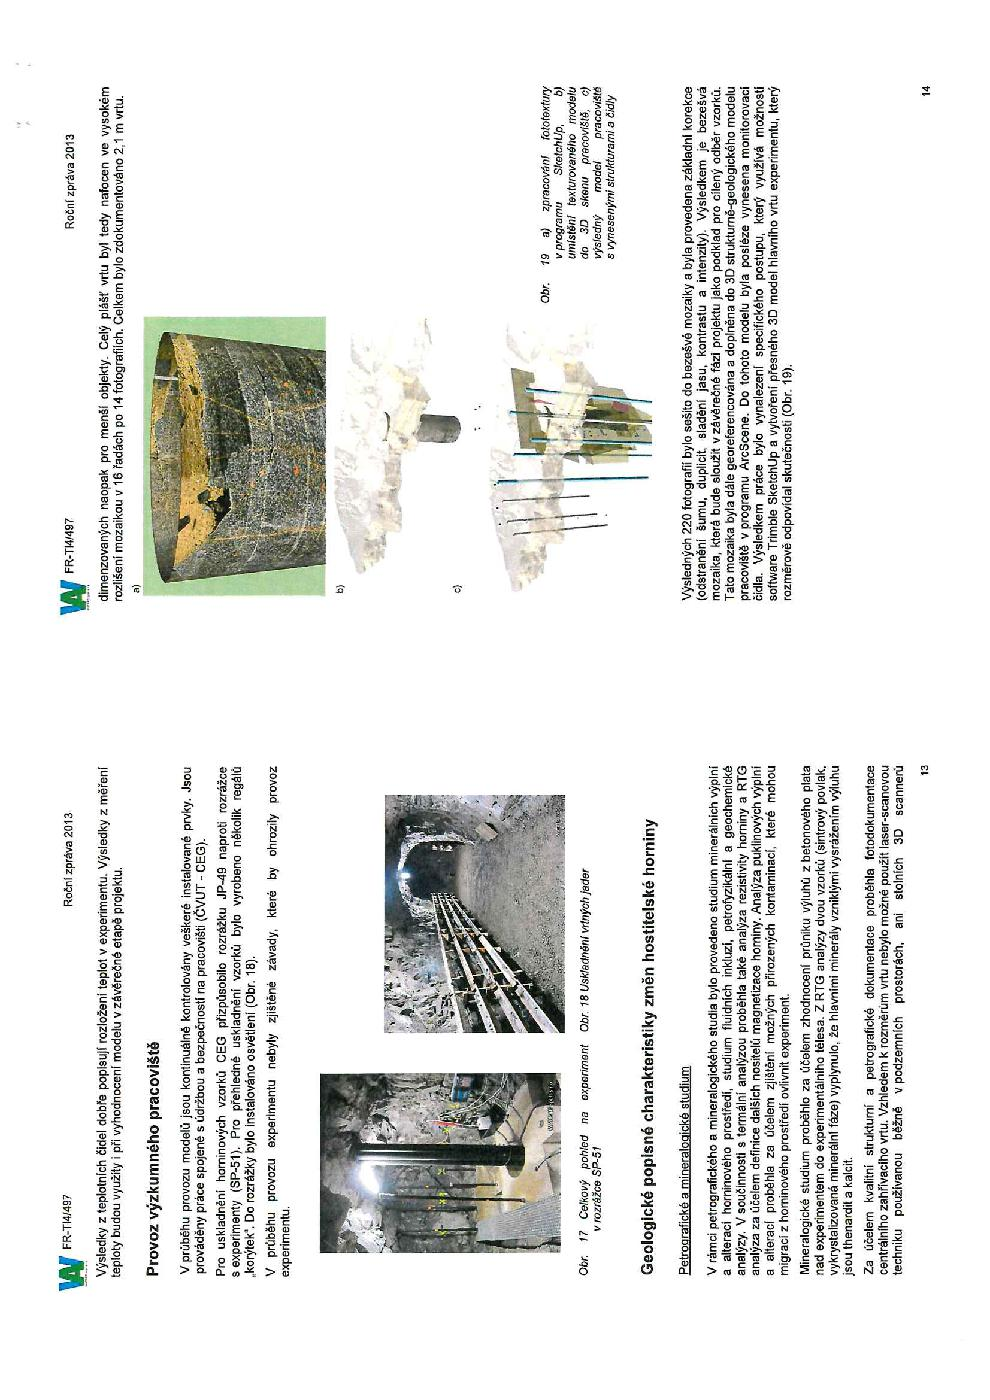 FR-TI4/497
Roční zpráva 2013
Výsledky z teplotních čidel dobře popisují rozložení teplot v experimentu. Výsledky z měření
teploty budou využity i při vyhodnocení modelu v závěrečné etapě projektu.
Provoz výzkumného pracoviště
V průběhu provozu modelů jsou kontinuálně kontrolovány veškeré instalované prvky. Jsou
prováděny práce spojené s údržbou a bezpečností na pracovišti (ČVUT - CEG).
Pro uskladnění horninových vzorků CEG přizpůsobilo rozrážku JP-49 naproti rozrážce
s experimenty (SP-51). Pro přehledné uskladnění vzorků bylo vyrobeno několik regálů
„korýtek“. Do rozrážky bylo instalováno osvětlení (Obr. 18).
V průběhu provozu experimentu nebyly zjištěné závady, které by ohrozily provoz
experimentu.
Obr. 17 Celkový pohled na experiment
v rozrážce SP-51
Obr. 18 Uskladnění vrtných jader
Geologické popisné charakteristiky změn hostitelské horniny
Petrografické a mineralogické studium
V rámci petrografického a mineralogického studia bylo provedeno studium minerálních výplní
a alterací horninového prostředí, studium fluidních inkluzí, petrofyzikální a geochemické
analýzy. V součinnosti s termální analýzou proběhla také analýza rezistivity horniny a RTG
analýza za účelem definice dalších nositelů magnetizace horniny. Analýza puklinových výplní
a alterací proběhla za účelem zjištění možných přirozených kontaminací, které mohou
migrací z horninového prostředí ovlivnit experiment.
Mineralogické studium proběhlo za účelem zhodnocení průniku výluhů z betonového plata
nad experimentem do experimentálního tělesa. Z RTG analýzy dvou vzorků (sintrový povlak,
vykrystalizovaná minerální fáze) vyplynulo, že hlavními minerály vzniklými vysrážením výluhu
jsou thenardit a kalcit.
Za účelem kvalitní strukturní a petrografické dokumentace proběhla fotodokumentace
centrálního zahřívacího vrtu. Vzhledem k rozměrům vrtu nebylo možné použít laser-scanovou
techniku používanou běžně v podzemních prostorách, ani stolních 3D scannerů
13
FR-TI4/497
Roční zpráva 2013
dimenzovaných naopak pro menší objekty. Celý plášť vrtu byl tedy nafocen ve vysokém
rozlišení mozaikou v 16 řadách po 14 fotografiích. Celkem bylo zdokumentováno 2,1 m vrtu.
a)
b)
c)
Obr. 19 a) zpracování fototextury
v programu SketchUp, b)
umístění texturovaného modelu
do 3D skenu pracoviště, c)
výsledný model pracoviště
s vynesenými strukturami a čidly
Výsledných 220 fotografií bylo sešito do bezešvé mozaiky a byla provedena základní korekce
(odstranění šumu, duplicit, sladění jasu, kontrastu a intenzity). Výsledkem je bezešvá
mozaika, která bude sloužit v závěrečné fázi projektu jako podklad pro cílený odběr vzorků.
Tato mozaika byla dále georeferencována a doplněna do 3D strukturně-geologického modelu
pracoviště v programu ArcScene. Do tohoto modelu byla posléze vynesena monitorovací
čidla. Výsledkem práce bylo vynalezení specifického postupu, který využívá možností
software Trimble SketchUp a vytvoření přesného 3D model hlavního vrtu experimentu, který
rozměrově odpovídal skutečnosti (Obr. 19).
14